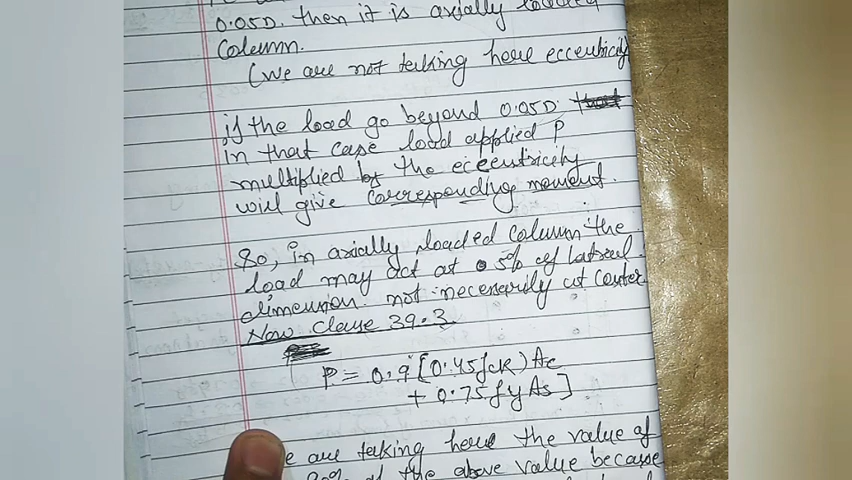 0.05D. then it is axially loaded
Column.
(we are not taking here eccentricity
if the load go beyond 0.05D.
in that case load applied P
multiplied by the eccentricity
will give corresponding moment.
So, in axially loaded column the
load may act at 5% of lateral
dimension. not necessarily at center
Now clause 39.3
P = 0.9 [(0.45fck) Ac
+ 0.75 fy As]
e are taking here the value of
of the above value because